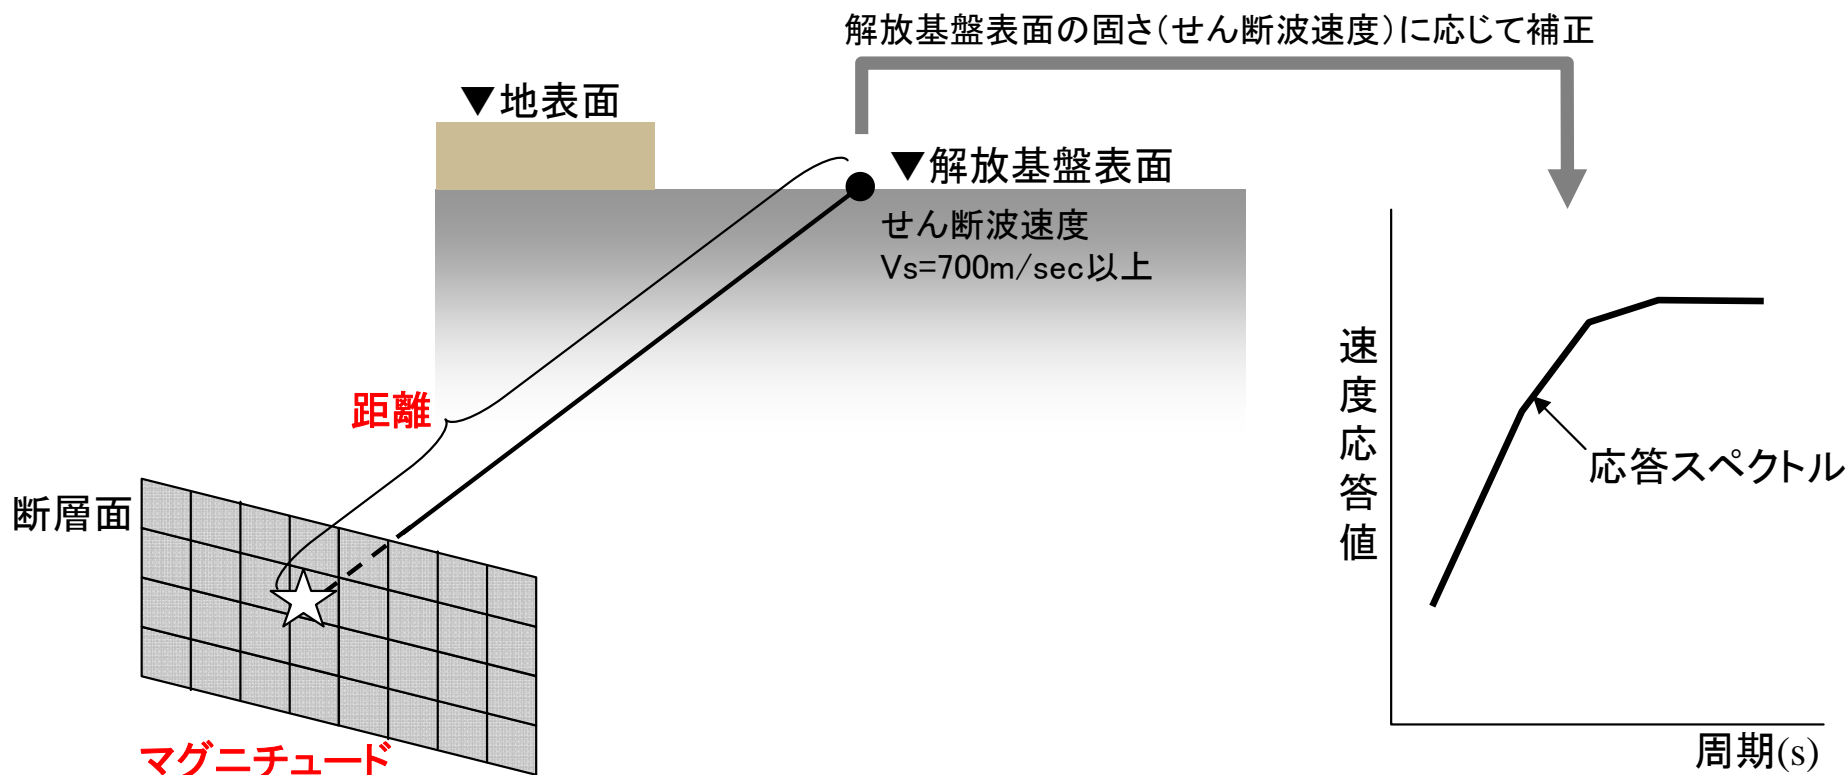 解放基盤表面の固さ(せん断波速度)に応じて補正
▼地表面
▼解放基盤表面
せん断波速度
Vs=700m/sec以上
距離
断層面
マグニチュード
速度応答値
応答スペクトル
周期(s)